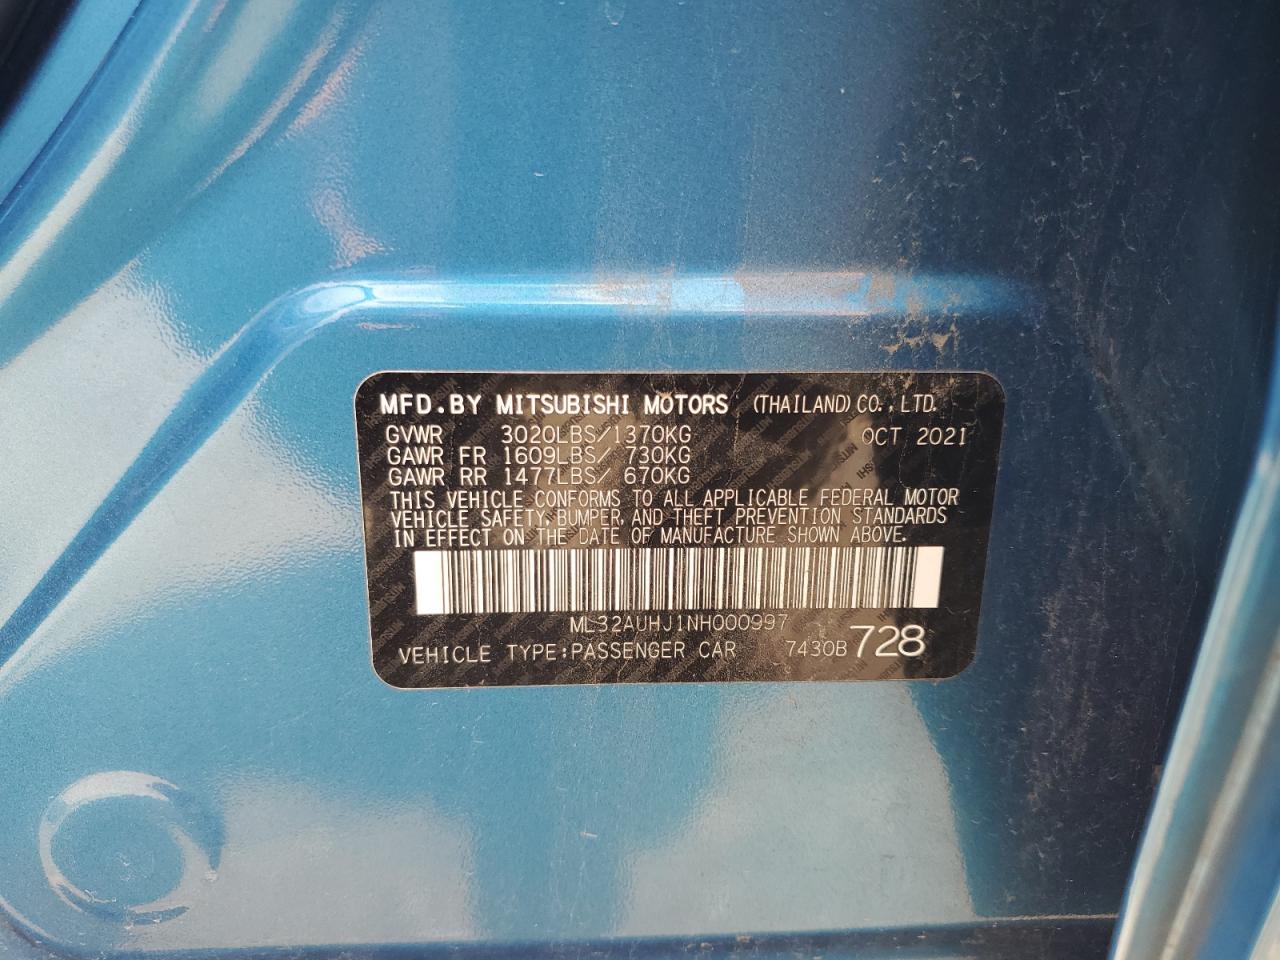 MFD.BY MITSUBISHI MOTORS (THAILAND)CO.,LTD.
GVWR 3020LBS/1370KG OCT 2021
GAWR FR 1609LBS/ 730KG
GAWR RR 1477LBS/ 670KG
THIS VEHICLE CONFORMS TO ALL APPLICABLE FEDERAL MOTOR
VEHICLE SAFETY,BUMPER,AND THEFT PREVENTION STANDARDS
IN EFFECT ON THE DATE OF MANUFACTURE SHOWN ABOVE.
ML32AUHJ1NH000997
VEHICLE TYPE:PASSENGER CAR 7430B 728